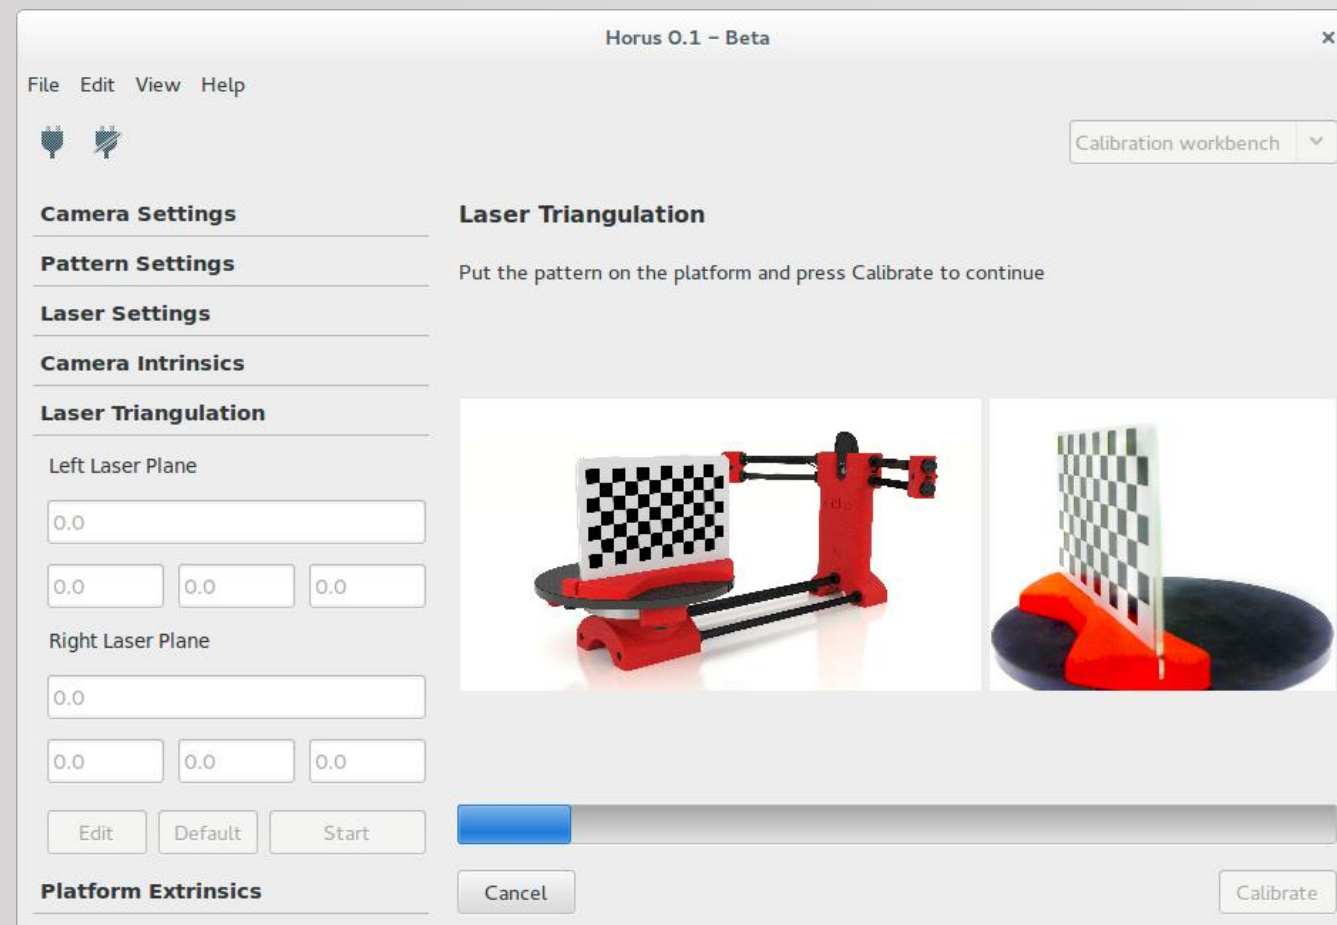 Horus 0.1 – Beta
File Edit View Help
Calibration workbench
Camera Settings
Pattern Settings
Laser Settings
Camera Intrinsics
Laser Triangulation
Left Laser Plane
0.0
0.0 0.0 0.0
Right Laser Plane
0.0
0.0 0.0 0.0
Edit Default Start
Platform Extrinsics
Laser Triangulation
Put the pattern on the platform and press Calibrate to continue
Cancel
Calibrate